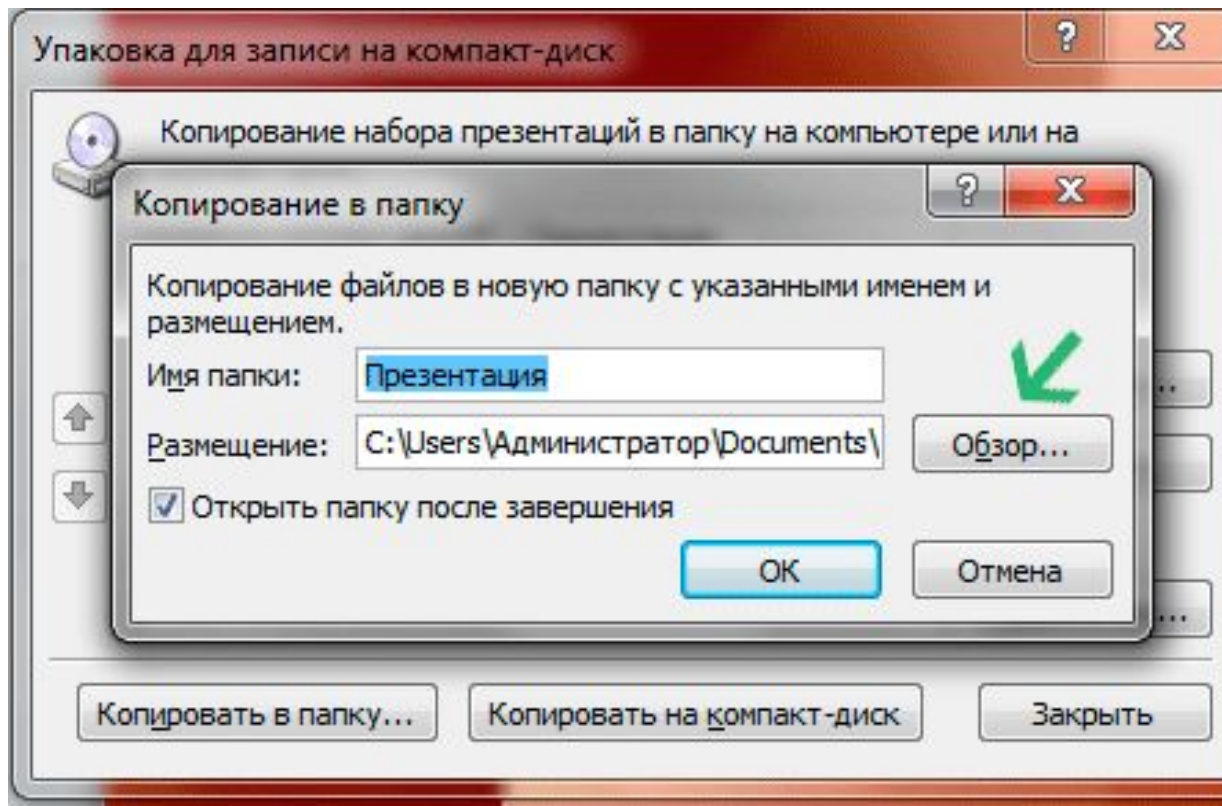 Упаковка для записи на компакт-диск
Копирование набора презентаций в папку на компьютере или на
Копирование в папку
Копирование файлов в новую папку с указанными именем и
размещением.
Имя папки: Презентация
Размещение: C:\Users\Администратор\Documents\ Обзор...
Открыть папку после завершения
ОК Отмена
Копировать в папку... Копировать на компакт-диск Закрыть